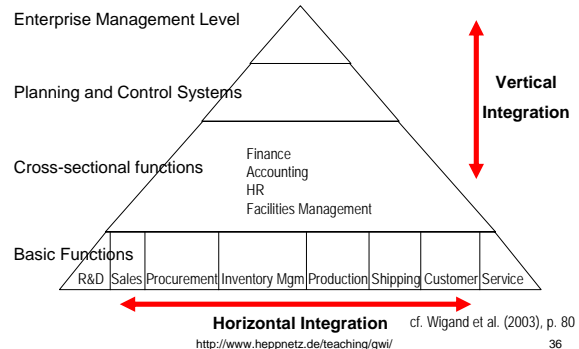 Enterprise Management Level
Planning and Control Systems
Vertical
Integration
Cross-sectional functions
Finance
Accounting
HR
Facilities Management
Basic Functions
R&D Sales Procurement Inventory Mgm Production Shipping Customer Service
Horizontal Integration cf. Wigand et al. (2003), p. 80
http://www.heppnetz.de/teaching/gwi/ 36